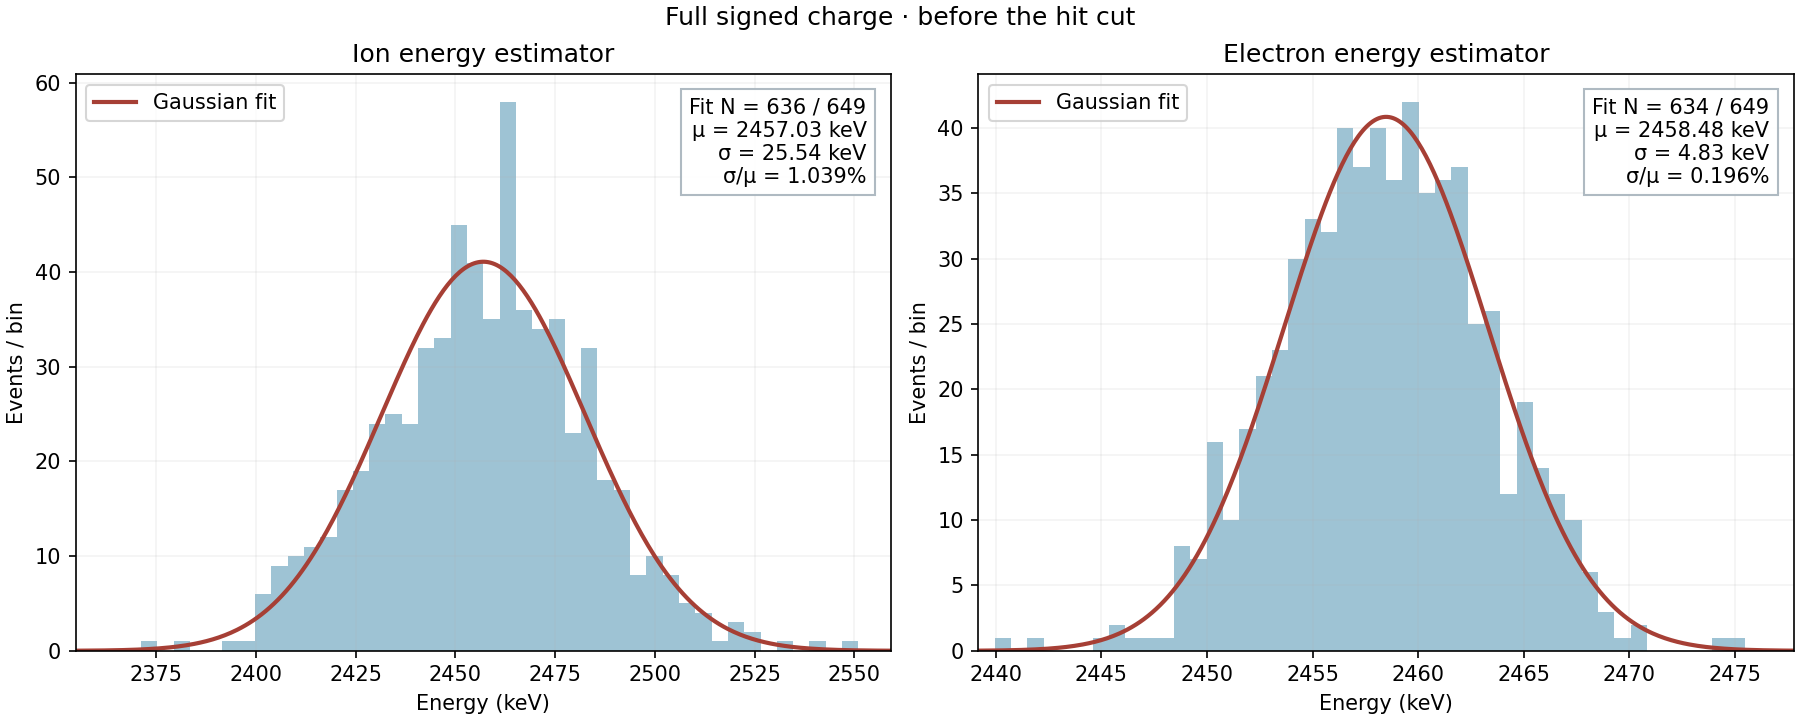 Full signed charge · before the hit cut
Ion energy estimator
Gaussian fit
Fit N = 636 / 649
μ = 2457.03 keV
σ = 25.54 keV
σ/μ = 1.039%
Events / bin
60
50
40
30
20
10
0
2375
2400
2425
2450
2475
2500
2525
2550
Energy (keV)
Electron energy estimator
Gaussian fit
Fit N = 634 / 649
μ = 2458.48 keV
σ = 4.83 keV
σ/μ = 0.196%
Events / bin
40
35
30
25
20
15
10
5
0
2440
2445
2450
2455
2460
2465
2470
2475
Energy (keV)